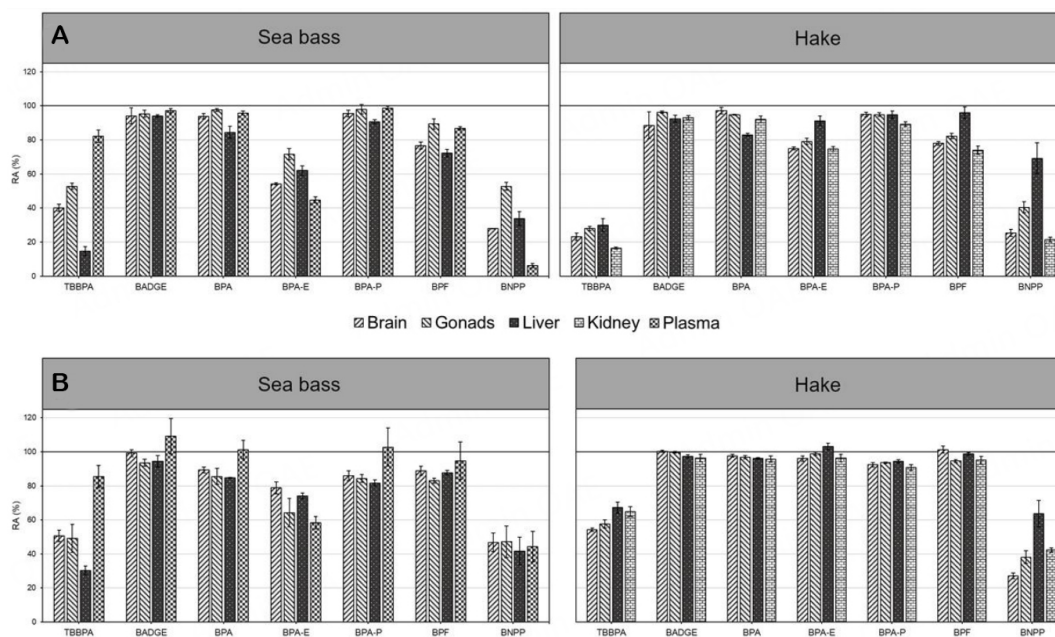 A Sea bass Hake
120
100
80
60
40
20
0
RA (%)
TBBPA BADGE BPA BPA-E BPA-P BPF BNPP TBBPA BADGE BPA BPA-E BPA-P BPF BNPP
Brain Gonads Liver Kidney Plasma
B Sea bass Hake
120
100
80
60
40
20
0
RA (%)
TBBPA BADGE BPA BPA-E BPA-P BPF BNPP TBBPA BADGE BPA BPA-E BPA-P BPF BNPP